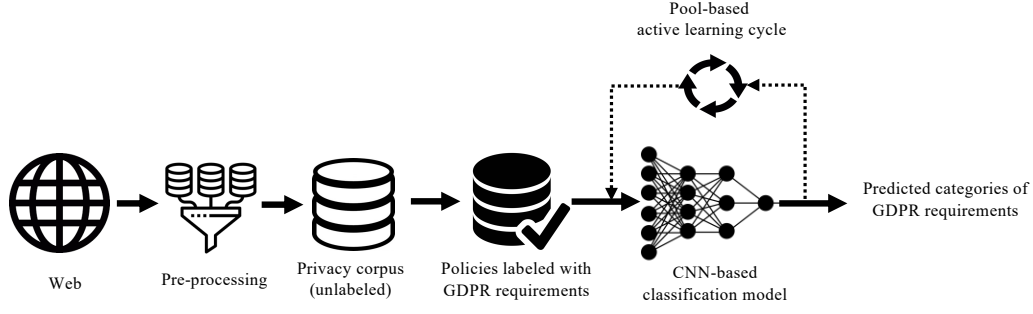 Pool-based
active learning cycle
Web
Pre-processing
Privacy corpus
(unlabeled)
Policies labeled with
GDPR requirements
CNN-based
classification model
Predicted categories of
GDPR requirements